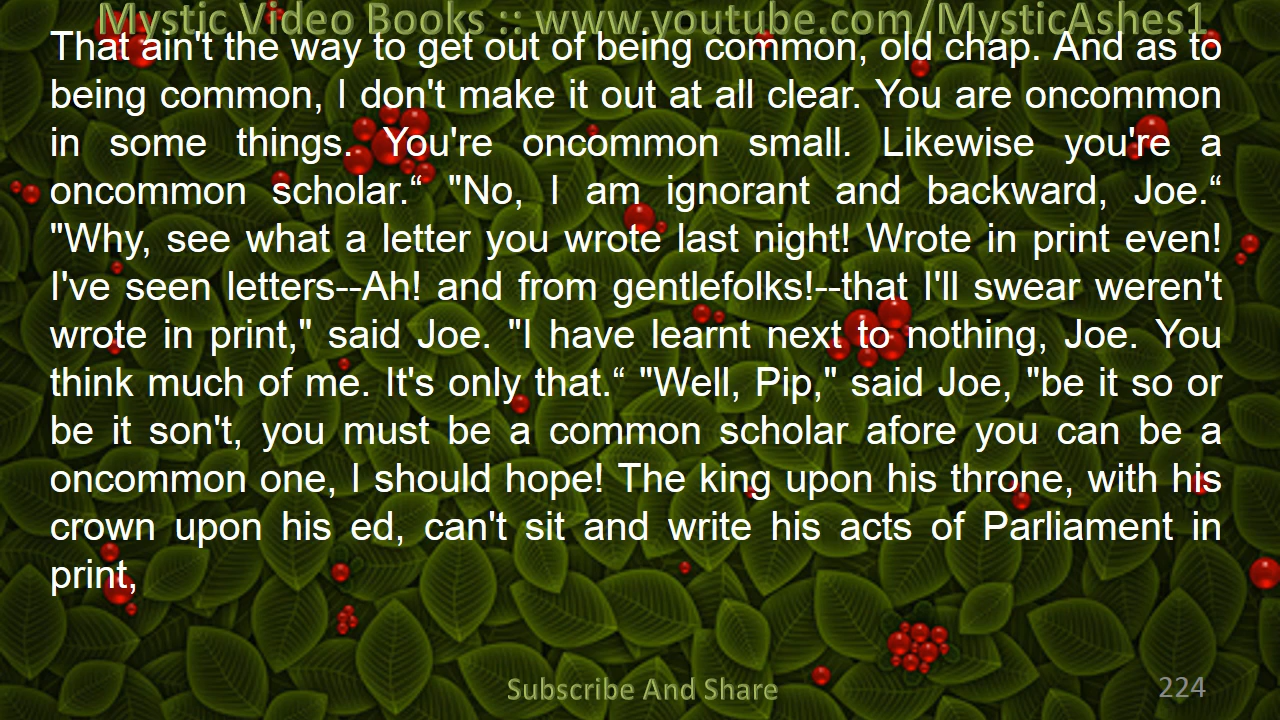 Mystic Video Books :: www.youtube.com/MysticAshes1
That ain't the way to get out of being common, old chap. And as to
being common, I don't make it out at all clear. You are oncommon
in some things. You're oncommon small. Likewise you're a
oncommon scholar.“ "No, I am ignorant and backward, Joe.“
"Why, see what a letter you wrote last night! Wrote in print even!
I've seen letters--Ah! and from gentlefolks!--that I'll swear weren't
wrote in print," said Joe. "I have learnt next to nothing, Joe. You
think much of me. It's only that.“ "Well, Pip," said Joe, "be it so or
be it son't, you must be a common scholar afore you can be a
oncommon one, I should hope! The king upon his throne, with his
crown upon his ed, can't sit and write his acts of Parliament in
print,
Subscribe And Share
224